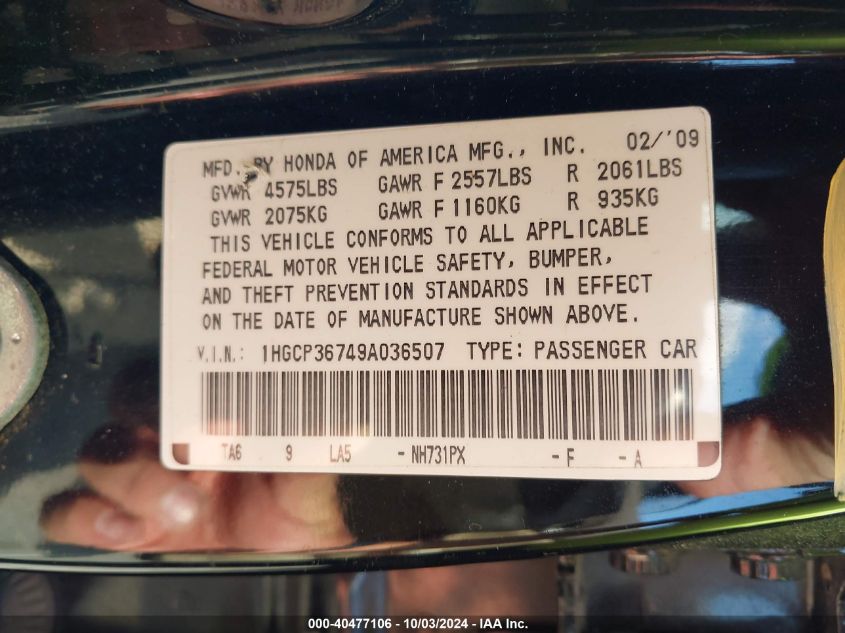 MFD. BY HONDA OF AMERICA MFG., INC. 02/'09
GVWR 4575LBS GAWR F 2557LBS R 2061LBS
GVWR 2075KG GAWR F 1160KG R 935KG
THIS VEHICLE CONFORMS TO ALL APPLICABLE
FEDERAL MOTOR VEHICLE SAFETY, BUMPER,
AND THEFT PREVENTION STANDARDS IN EFFECT
ON THE DATE OF MANUFACTURE SHOWN ABOVE.
V.I.N.: 1HGCP36749A036507 TYPE: PASSENGER CAR
TA6 9 LA5 - NH731PX - F - A
000-40477106 - 10/03/2024 - IAA Inc.